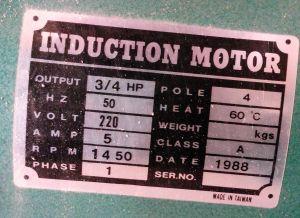 INDUCTION MOTOR
OUTPUT 3/4 HP POLE 4
HZ 50 HEAT 60 °C
VOLT 220 WEIGHT kgs
AMP 5 CLASS A
RPM 1450 DATE 1988
PHASE 1 SER.NO.
MADE IN TAIWAN